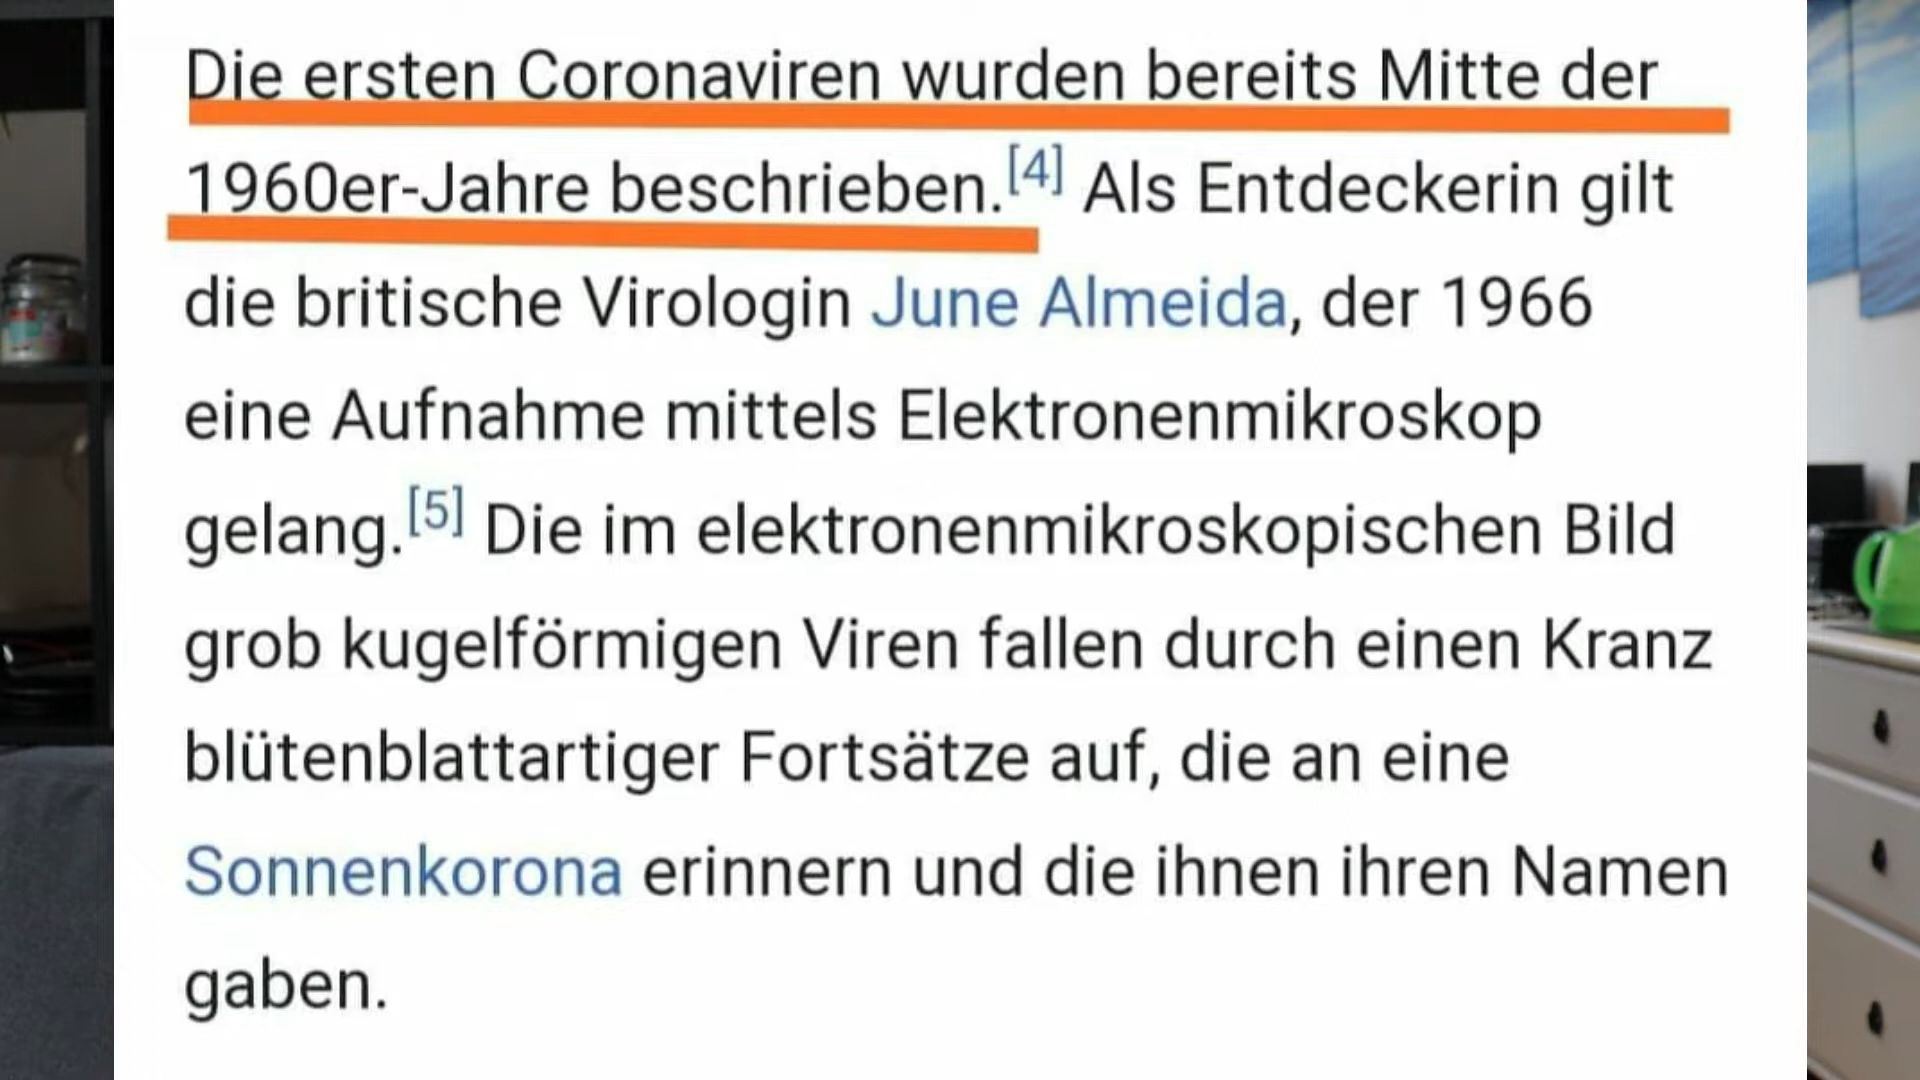 Die ersten Coronaviren wurden bereits Mitte der
1960er-Jahre beschrieben.[4] Als Entdeckerin gilt
die britische Virologin June Almeida, der 1966
eine Aufnahme mittels Elektronenmikroskop
gelang.[5] Die im elektronenmikroskopischen Bild
grob kugelförmigen Viren fallen durch einen Kranz
blütenblattartiger Fortsätze auf, die an eine
Sonnenkorona erinnern und die ihnen ihren Namen
gaben.